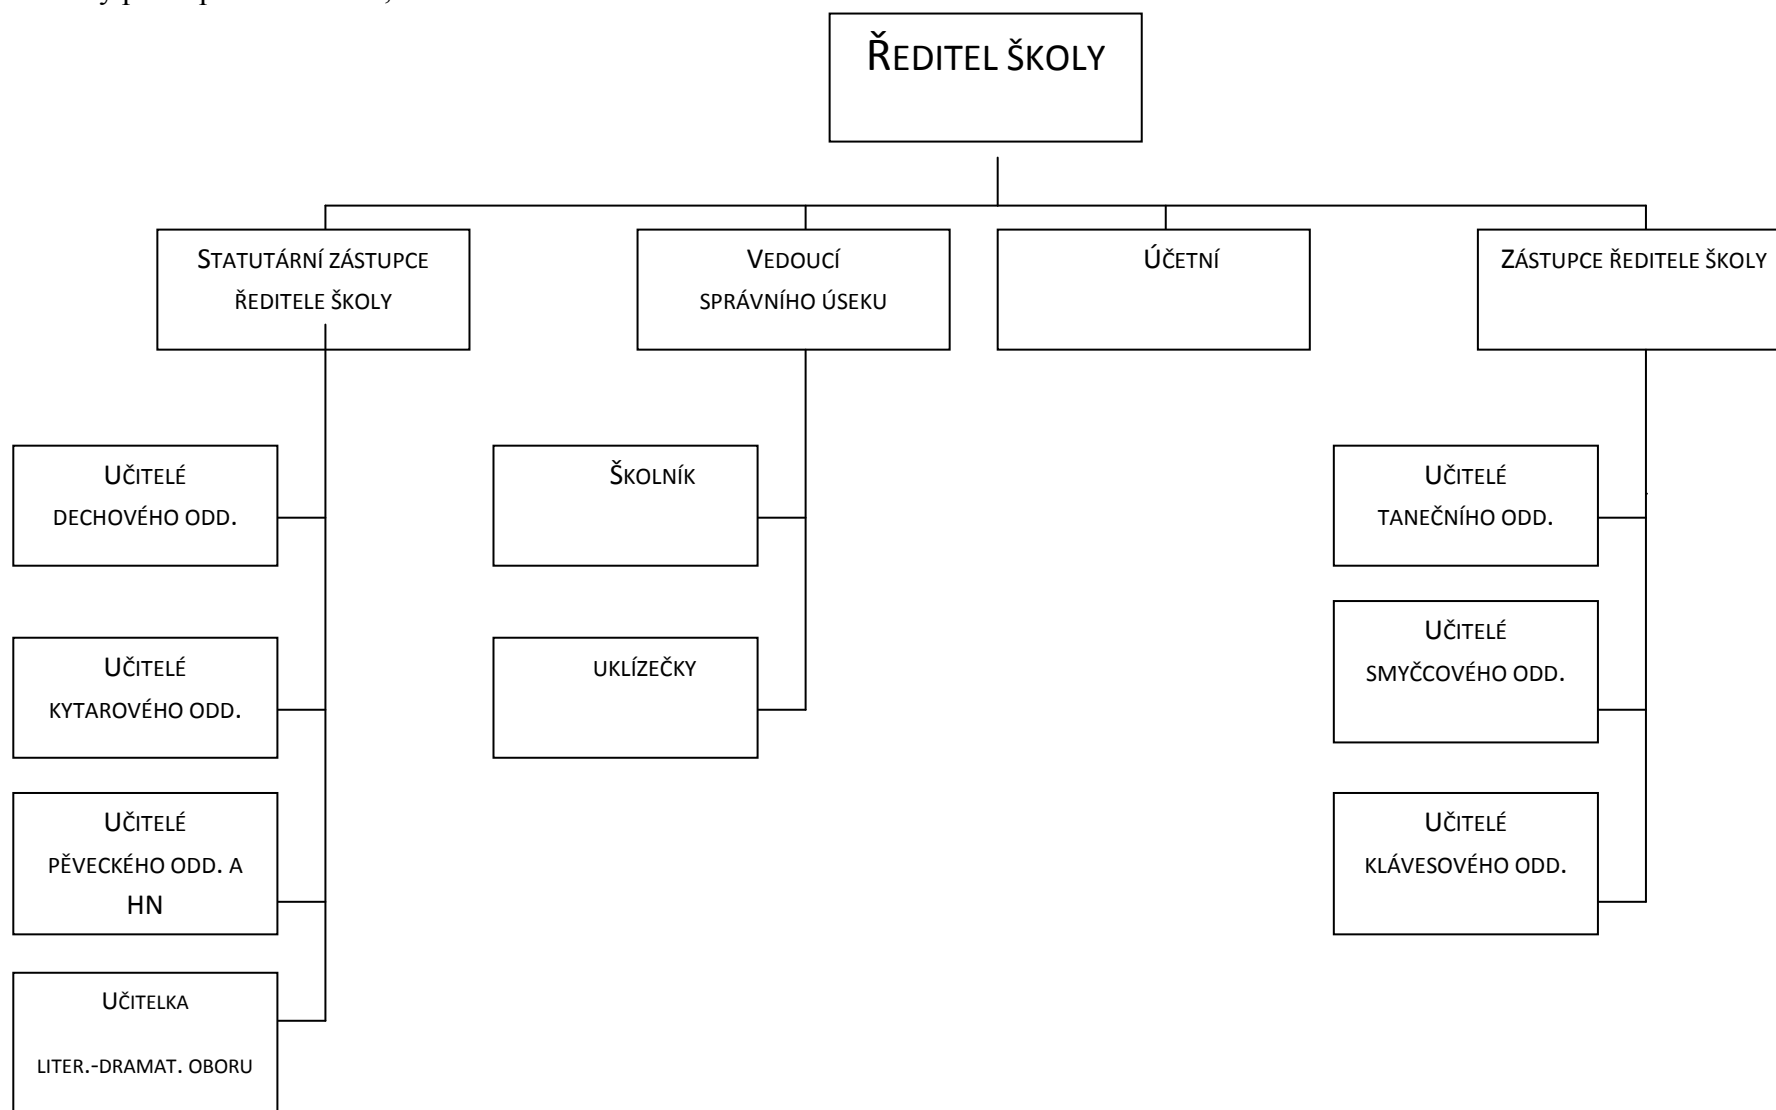 Ředitel školy
Statutární zástupce
ředitele školy
Vedoucí
správního úseku
Účetní
Zástupce ředitele školy
Učitelé
dechového odd.
Učitelé
kytarového odd.
Učitelé
pěveckého odd. a
HN
Učitelka
liter.-dramat. oboru
Školník
uklízečky
Učitelé
tanečního odd.
Učitelé
smyčcového odd.
Učitelé
klávesového odd.